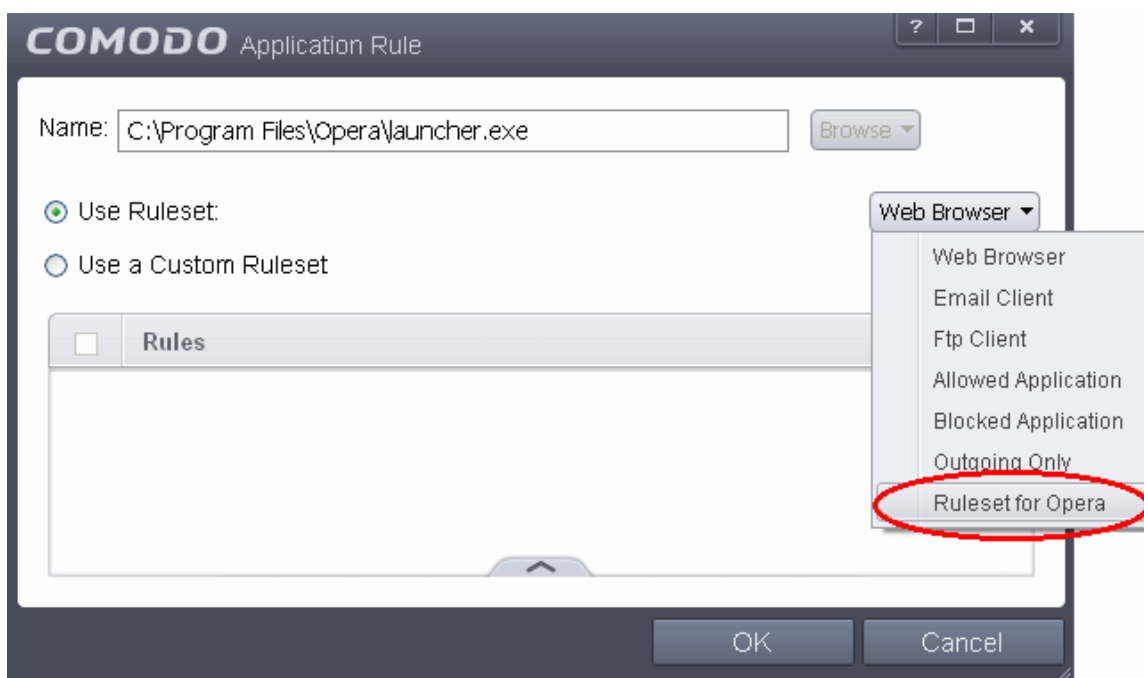 COMODO Application Rule
? x
Name: C:\Program Files\Opera\launcher.exe Browse
Use Ruleset: Web Browser
Use a Custom Ruleset
Web Browser
Email Client
Ftp Client
Allowed Application
Blocked Application
Outgoing Only
Ruleset for Opera
Rules
OK Cancel